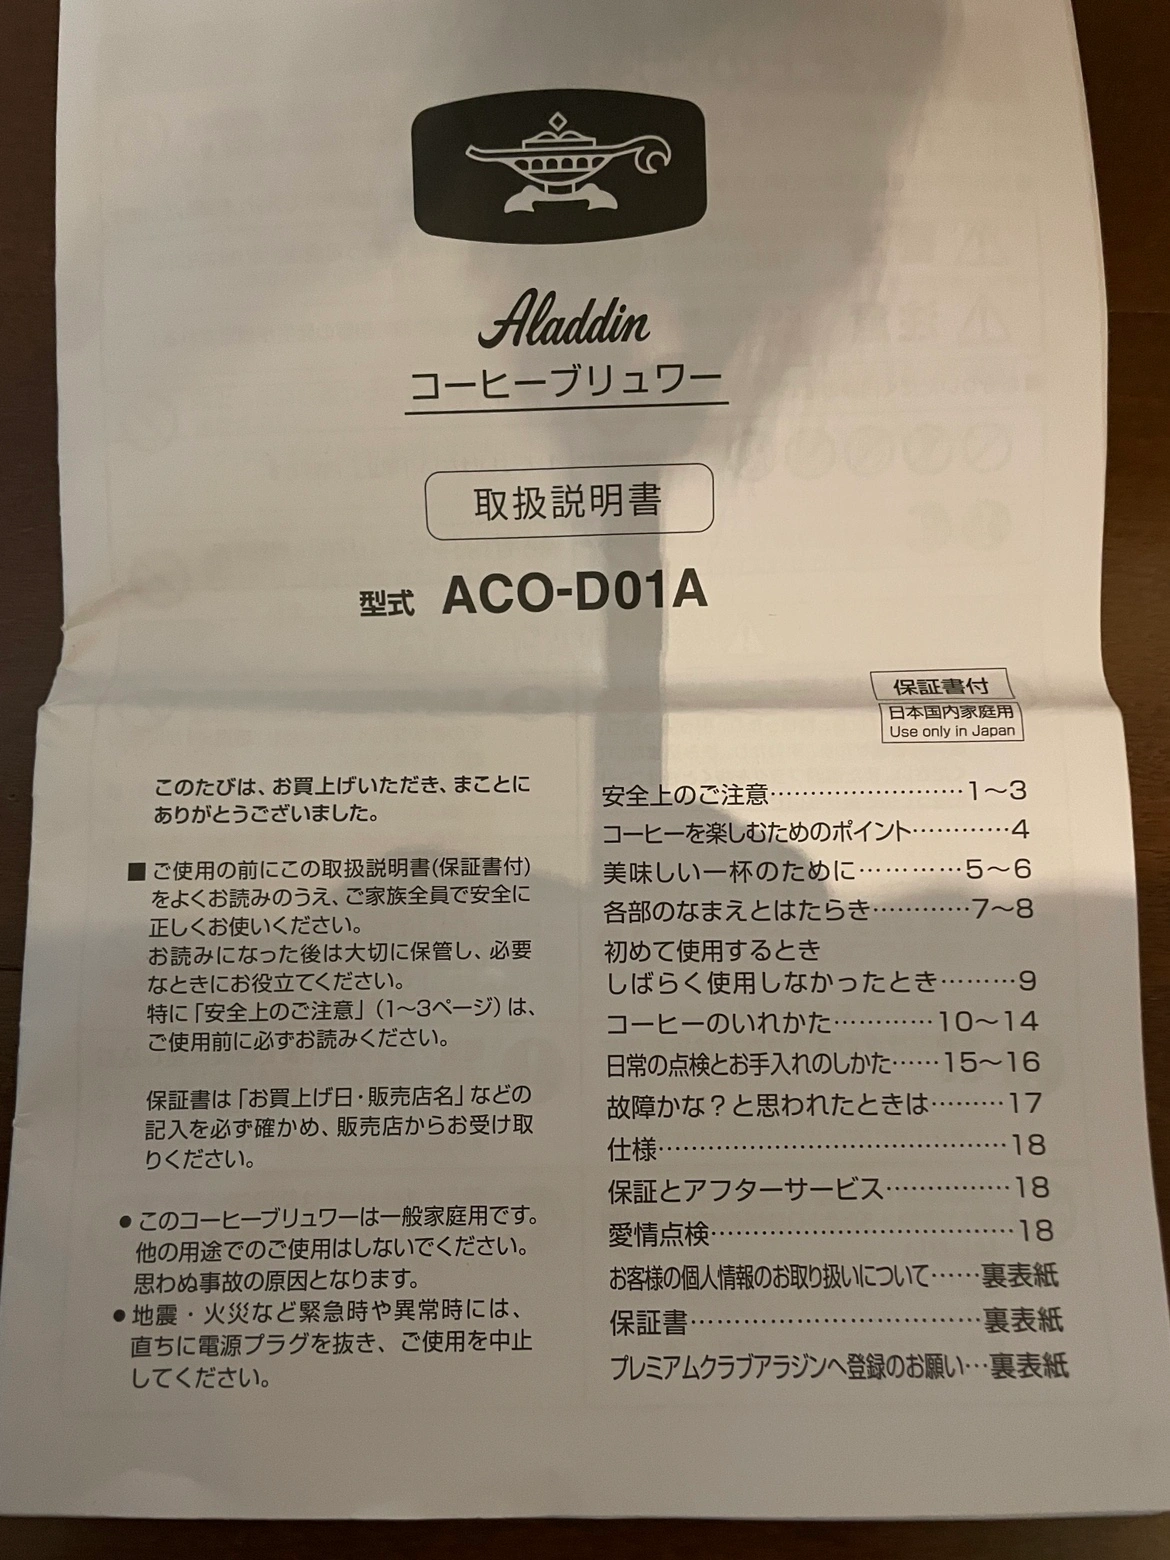 Aladdin
コーヒーブリュワー
取扱説明書
型式 ACO-D01A
保証書付
日本国内家庭用
Use only in Japan
このたびは、お買上げいただき、まことに
ありがとうございました。
■ ご使用の前にこの取扱説明書(保証書付)
をよくお読みのうえ、ご家族全員で安全に
正しくお使いください。
お読みになった後は大切に保管し、必要
なときにお役立てください。
特に「安全上のご注意」(1〜3ページ)は、
ご使用前に必ずお読みください。
保証書は「お買上げ日・販売店名」などの
記入を必ず確かめ、販売店からお受け取
りください。
● このコーヒーブリュワーは一般家庭用です。
他の用途でのご使用はしないでください。
思わぬ事故の原因となります。
● 地震・火災など緊急時や異常時には、
直ちに電源プラグを抜き、ご使用を中止
してください。
安全上のご注意……………………1〜3
コーヒーを楽しむためのポイント…………4
美味しい一杯のために…………5〜6
各部のなまえとはたらき…………7〜8
初めて使用するとき
しばらく使用しなかったとき………9
コーヒーのいれかた…………10〜14
日常の点検とお手入れのしかた……15〜16
故障かな？と思われたときは………17
仕様……………………………………18
保証とアフターサービス……………18
愛情点検………………………………18
お客様の個人情報のお取り扱いについて……裏表紙
保証書……………………………裏表紙
プレミアムクラブアラジンへ登録のお願い…裏表紙